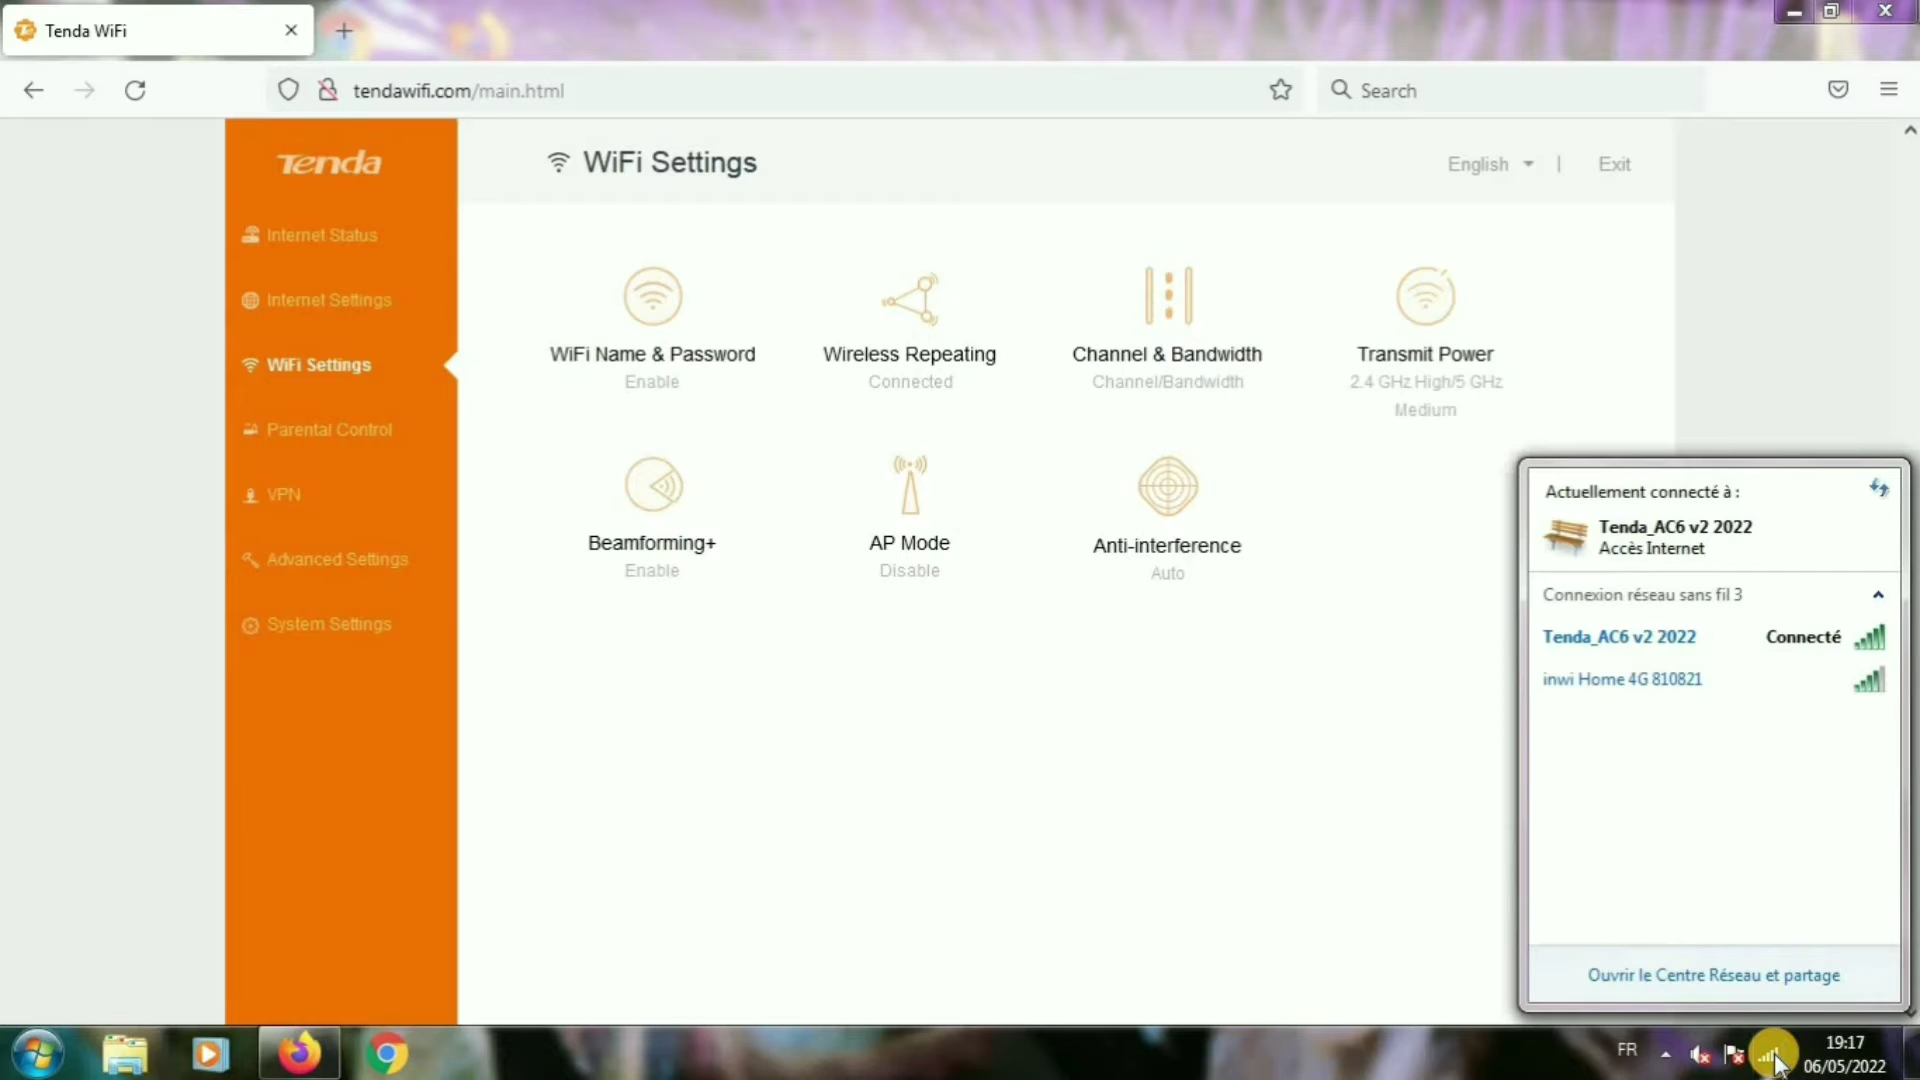 Tenda WiFi
tendawifi.com/main.html
Search
Tenda
WiFi Settings
English
|
Exit
Internet Status
Internet Settings
WiFi Settings
Parental Control
VPN
Advanced Settings
System Settings
WiFi Name & Password
Enable
Wireless Repeating
Connected
Channel & Bandwidth
Channel/Bandwidth
Transmit Power
2.4 GHz High/5 GHz
Medium
Beamforming+
Enable
AP Mode
Disable
Anti-interference
Auto
Actuellement connecté à :
Tenda_AC6 v2 2022
Accès Internet
Connexion réseau sans fil 3
Tenda_AC6 v2 2022 Connecté
inwi Home 4G 810821
Ouvrir le Centre Réseau et partage
FR
19:17
06/05/2022